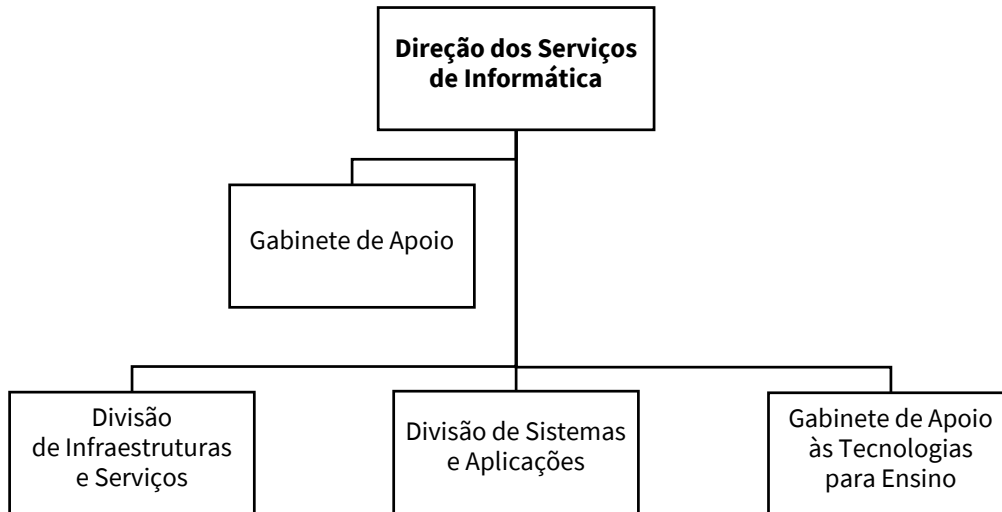 Direção dos Serviços
de Informática
Gabinete de Apoio
Divisão
de Infraestruturas
e Serviços
Divisão de Sistemas
e Aplicações
Gabinete de Apoio
às Tecnologias
para Ensino